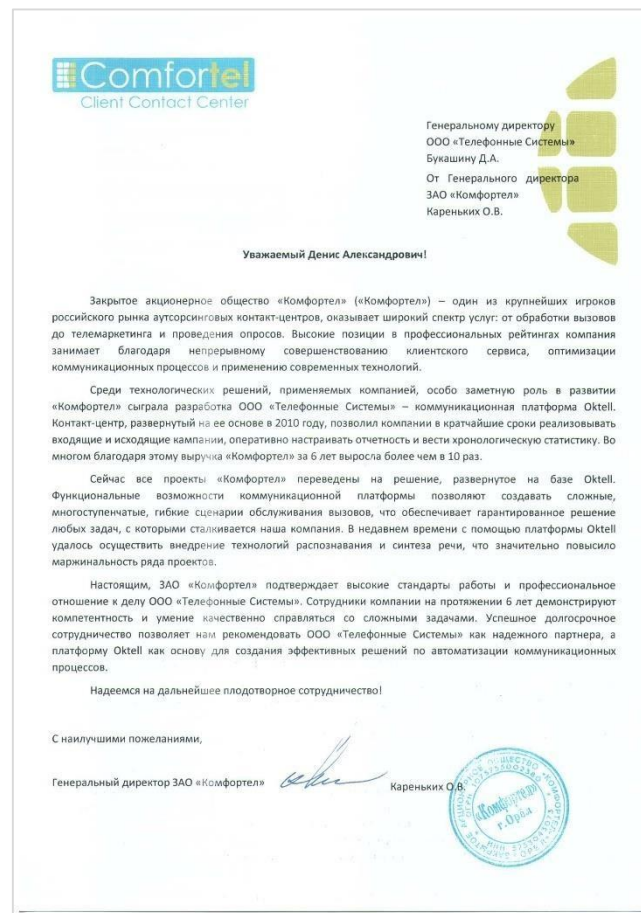 Comfortel
Client Contact Center
Генеральному директору
ООО «Телефонные Системы»
Букашину Д.А.
От Генерального директора
ЗАО «Комфортел»
Кареньких О.В.
Уважаемый Денис Александрович!
Закрытое акционерное общество «Комфортел» («Комфортел») – один из крупнейших игроков
российского рынка аутсорсинговых контакт-центров, оказывает широкий спектр услуг: от обработки вызовов
до телемаркетинга и проведения опросов. Высокие позиции в профессиональных рейтингах компания
занимает благодаря непрерывному совершенствованию клиентского сервиса, оптимизации
коммуникационных процессов и применению современных технологий.
Среди технологических решений, применяемых компанией, особо заметную роль в развитии
«Комфортел» сыграла разработка ООО «Телефонные Системы» – коммуникационная платформа Oktell.
Контакт-центр, развернутый на ее основе в 2010 году, позволил компании в кратчайшие сроки реализовывать
входящие и исходящие кампании, оперативно настраивать отчетность и вести хронологическую статистику. Во
многом благодаря этому выручка «Комфортел» за 6 лет выросла более чем в 10 раз.
Сейчас все проекты «Комфортел» переведены на решение, развернутое на базе Oktell.
Функциональные возможности коммуникационной платформы позволяют создавать сложные,
многоступенчатые, гибкие сценарии обслуживания вызовов, что обеспечивает гарантированное решение
любых задач, с которыми сталкивается наша компания. В недавнем времени с помощью платформы Oktell
удалось осуществить внедрение технологий распознавания и синтеза речи, что значительно повысило
маржинальность ряда проектов.
Настоящим, ЗАО «Комфортел» подтверждает высокие стандарты работы и профессиональное
отношение к делу ООО «Телефонные Системы». Сотрудники компании на протяжении 6 лет демонстрируют
компетентность и умение качественно справляться со сложными задачами. Успешное долгосрочное
сотрудничество позволяет нам рекомендовать ООО «Телефонные Системы» как надежного партнера, а
платформу Oktell как основу для создания эффективных решений по автоматизации коммуникационных
процессов.
Надеемся на дальнейшее плодотворное сотрудничество!
С наилучшими пожеланиями,
Генеральный директор ЗАО «Комфортел»
Кареньких О.В.
«Комфортел»
г.Орёл